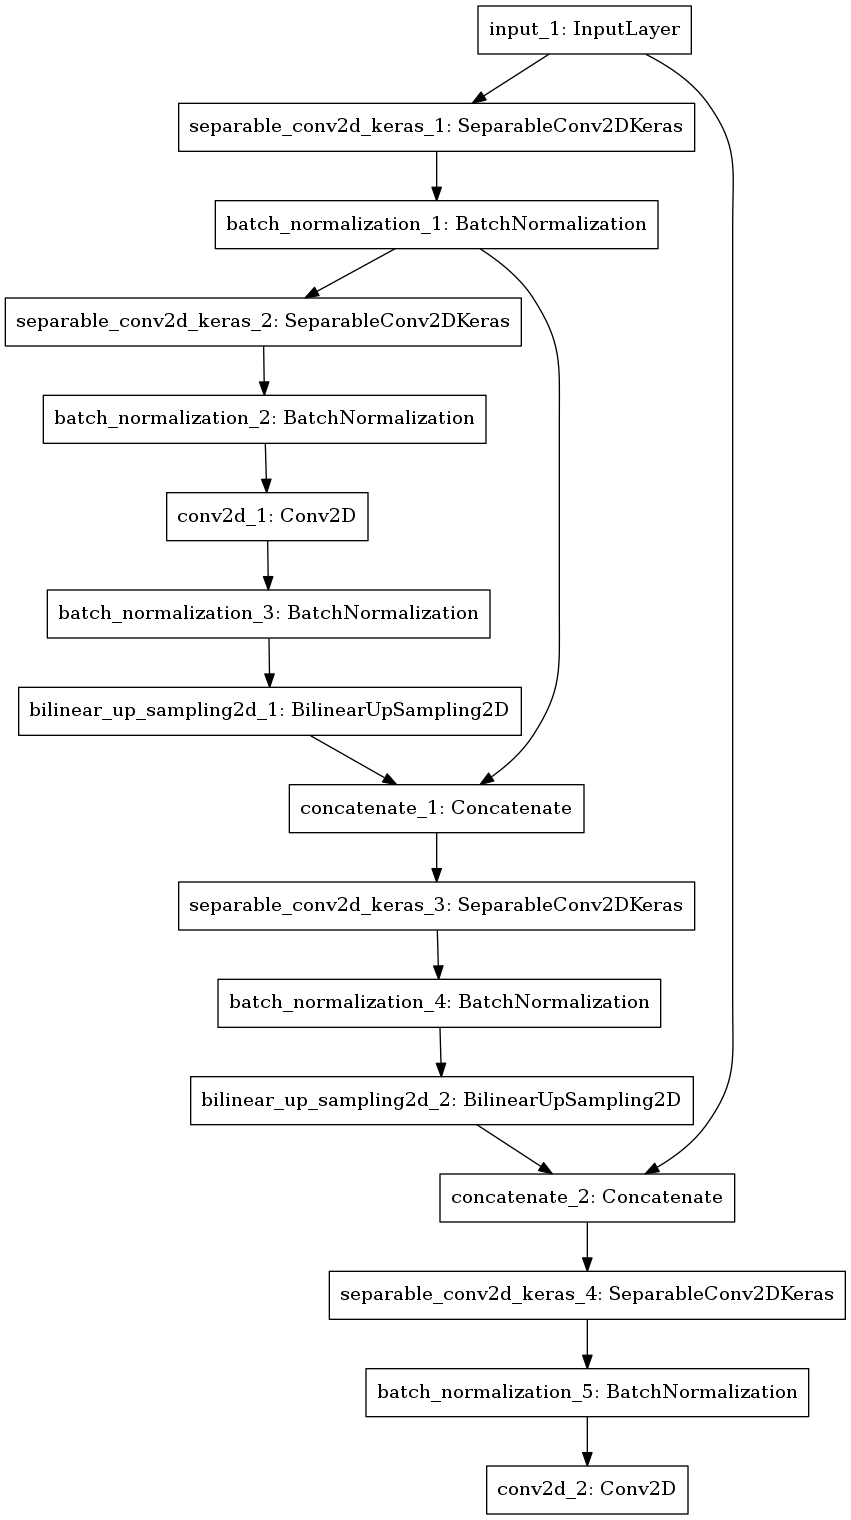 input_1: InputLayer
separable_conv2d_keras_1: SeparableConv2DKeras
batch_normalization_1: BatchNormalization
separable_conv2d_keras_2: SeparableConv2DKeras
batch_normalization_2: BatchNormalization
conv2d_1: Conv2D
batch_normalization_3: BatchNormalization
bilinear_up_sampling2d_1: BilinearUpSampling2D
concatenate_1: Concatenate
separable_conv2d_keras_3: SeparableConv2DKeras
batch_normalization_4: BatchNormalization
bilinear_up_sampling2d_2: BilinearUpSampling2D
concatenate_2: Concatenate
separable_conv2d_keras_4: SeparableConv2DKeras
batch_normalization_5: BatchNormalization
conv2d_2: Conv2D